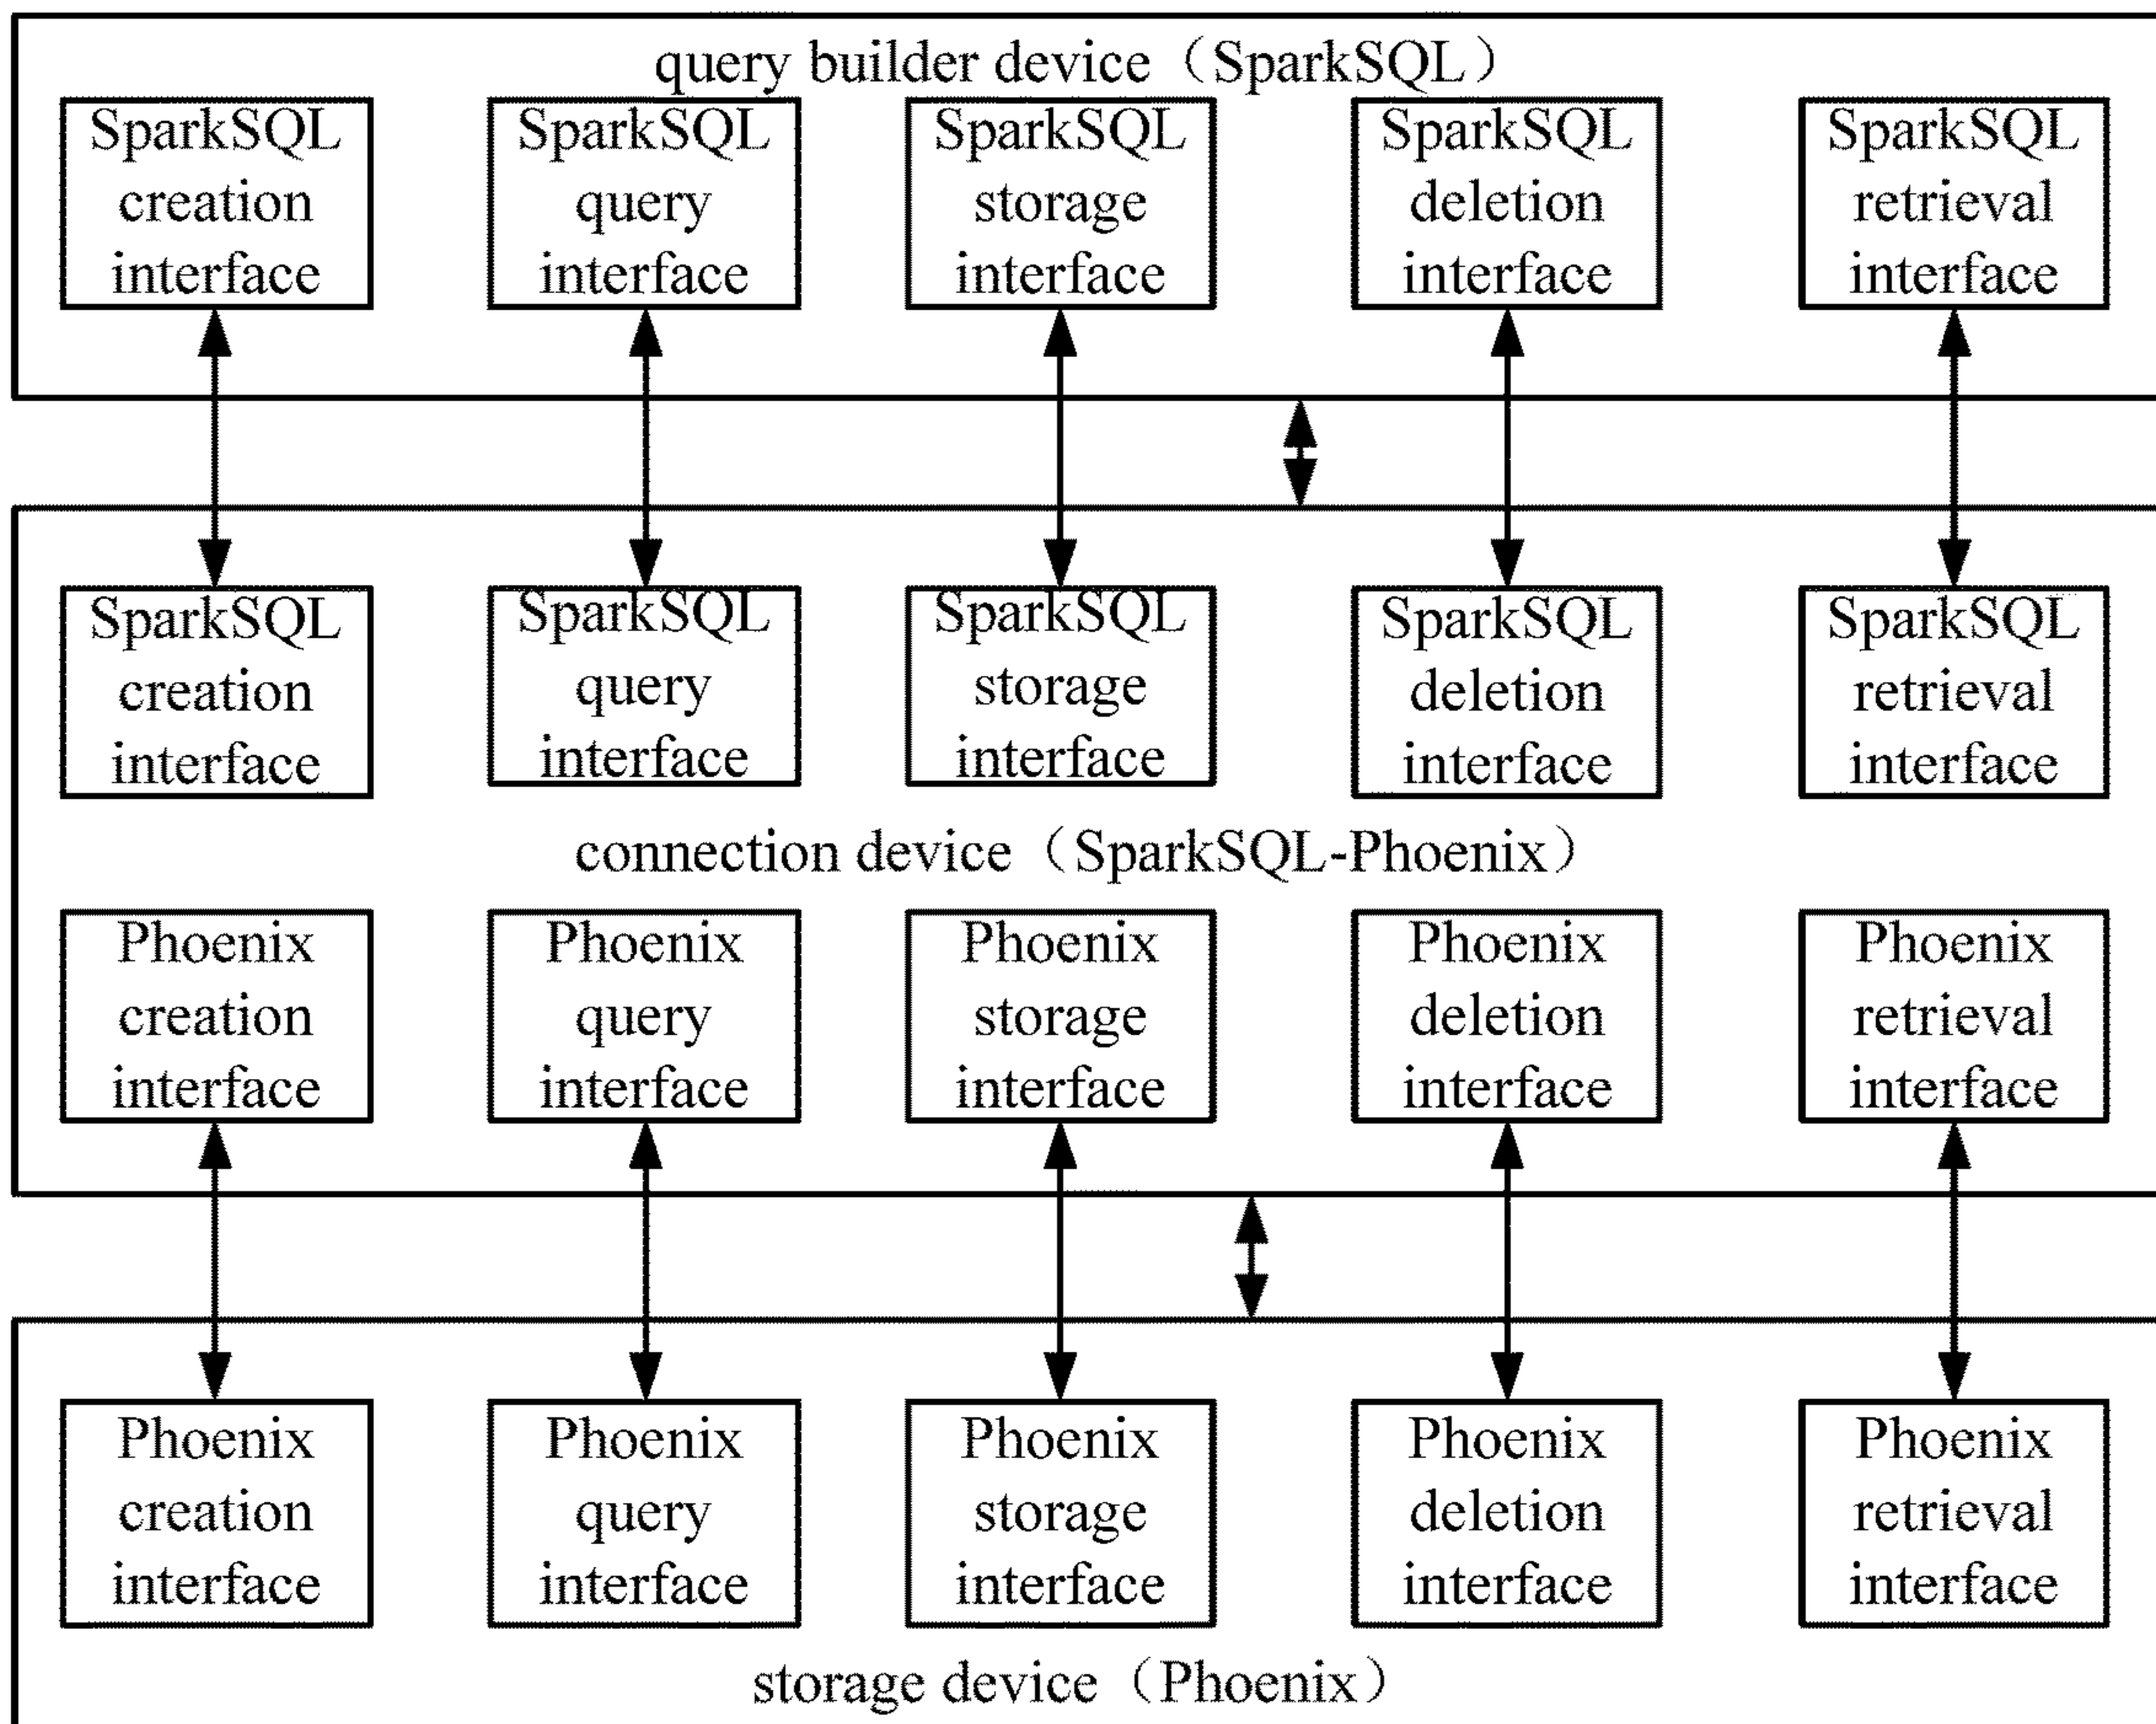 query builder device（SparkSQL）
SparkSQL
creation
interface
SparkSQL
query
interface
SparkSQL
storage
interface
SparkSQL
deletion
interface
SparkSQL
retrieval
interface
SparkSQL
creation
interface
SparkSQL
query
interface
SparkSQL
storage
interface
SparkSQL
deletion
interface
SparkSQL
retrieval
interface
connection device（SparkSQL-Phoenix）
Phoenix
creation
interface
Phoenix
query
interface
Phoenix
storage
interface
Phoenix
deletion
interface
Phoenix
retrieval
interface
Phoenix
creation
interface
Phoenix
query
interface
Phoenix
storage
interface
Phoenix
deletion
interface
Phoenix
retrieval
interface
storage device（Phoenix）